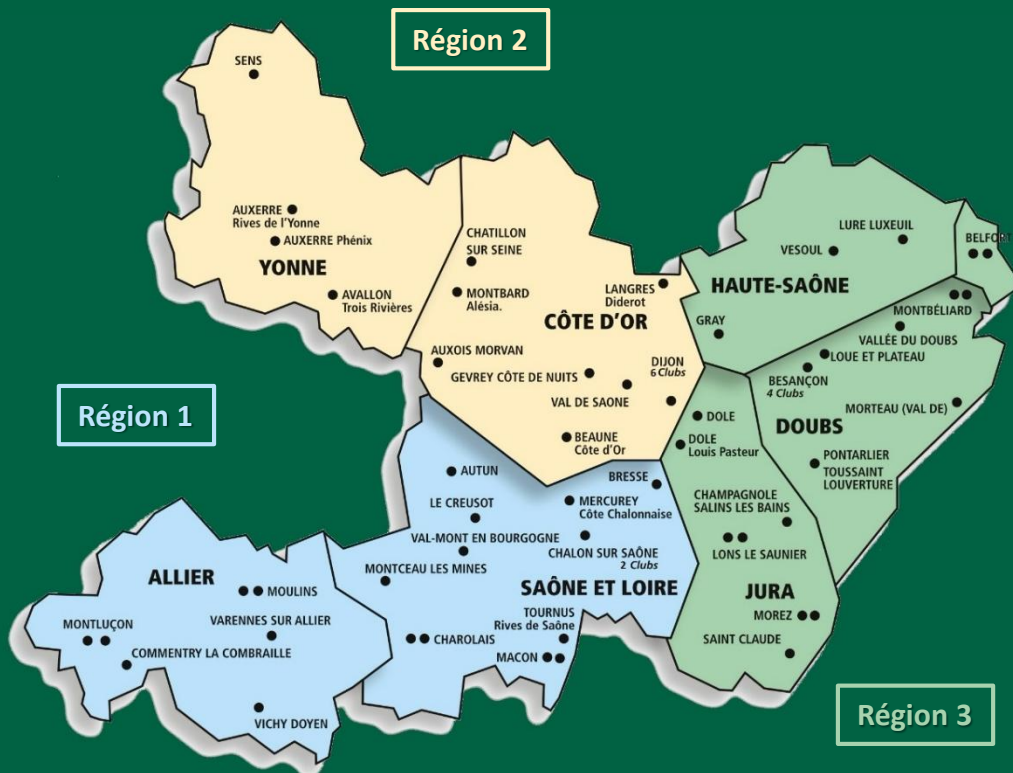 Région 2
SENS
AUXERRE
Rives de l'Yonne
AUXERRE Phénix
YONNE
AVALLON
Trois Rivières
CHATILLON
SUR SEINE
MONTBARD
Alésia.
LANGRES
Diderot
CÔTE D'OR
AUXOIS MORVAN
GEVREY CÔTE DE NUITS
DIJON
6 Clubs
VAL DE SAONE
BEAUNE
Côte d'Or
LURE LUXEUIL
VESOUL
BELFORT
HAUTE-SAÔNE
GRAY
MONTBÉLIARD
VALLÉE DU DOUBS
LOUE ET PLATEAU
BESANÇON
4 Clubs
MORTEAU (VAL DE)
DOUBS
PONTARLIER
TOUSSAINT
LOUVERTURE
DOLE
DOLE
Louis Pasteur
CHAMPAGNOLE
SALINS LES BAINS
LONS LE SAUNIER
JURA
MOREZ
SAINT CLAUDE
Région 3
Région 1
AUTUN
BRESSE
LE CREUSOT
MERCUREY
Côte Chalonnaise
VAL-MONT EN BOURGOGNE
CHALON SUR SAÔNE
2 Clubs
MONTCEAU LES MINES
SAÔNE ET LOIRE
TOURNUS
Rives de Saône
CHAROLAIS
MACON
ALLIER
MOULINS
MONTLUÇON
VARENNES SUR ALLIER
COMMENTRY LA COMBRAILLE
VICHY DOYEN